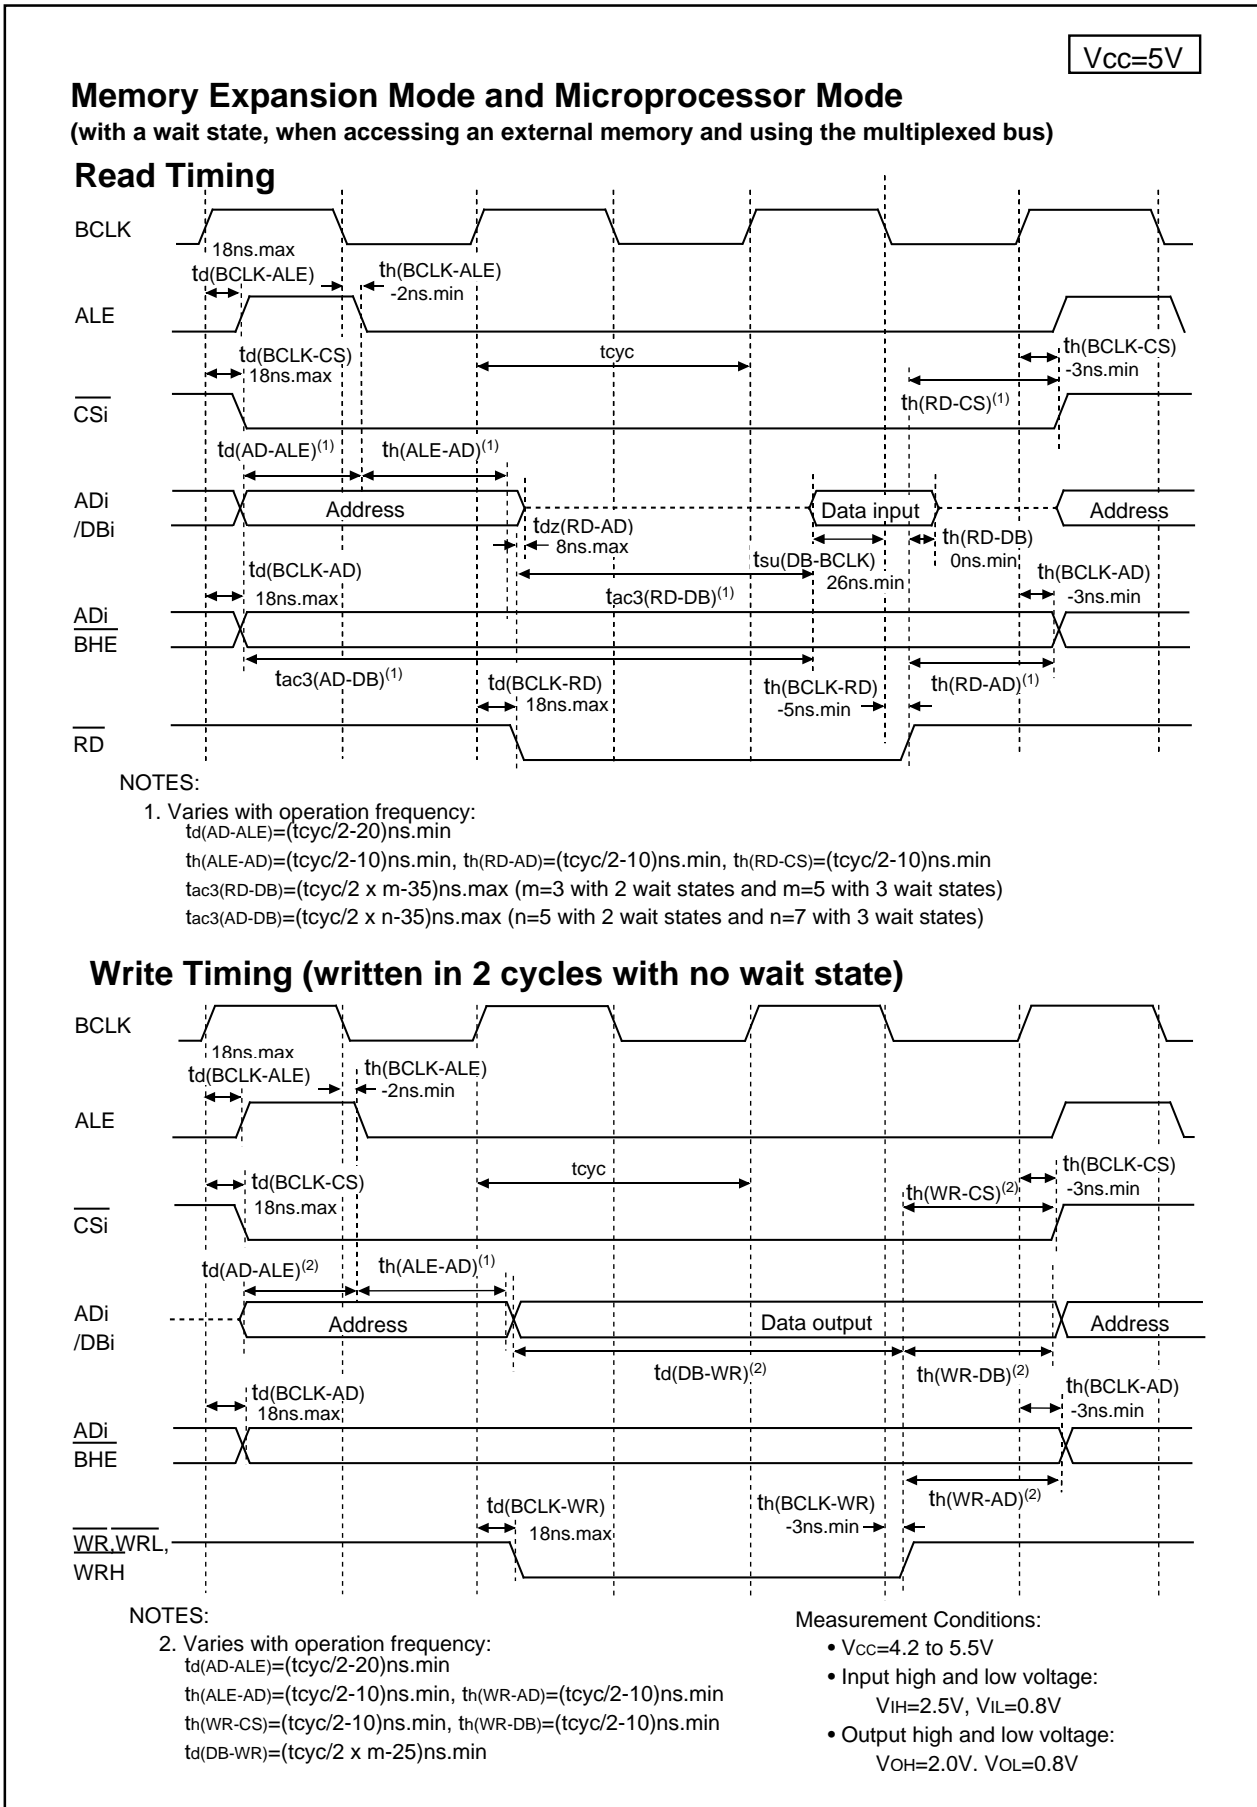 Vcc=5V
Memory Expansion Mode and Microprocessor Mode
(with a wait state, when accessing an external memory and using the multiplexed bus)
Read Timing
BCLK
18ns.max
td(BCLK-ALE)
th(BCLK-ALE)
-2ns.min
ALE
td(BCLK-CS)
18ns.max
tcyc
th(BCLK-CS)
-3ns.min
th(RD-CS)(1)
CSi
td(AD-ALE)(1)
th(ALE-AD)(1)
ADi
/DBi
Address
Data input
Address
tdz(RD-AD)
8ns.max
tsu(DB-BCLK)
26ns.min
th(RD-DB)
0ns.min
td(BCLK-AD)
18ns.max
tac3(RD-DB)(1)
th(BCLK-AD)
-3ns.min
ADi
BHE
tac3(AD-DB)(1)
td(BCLK-RD)
18ns.max
th(BCLK-RD)
-5ns.min
th(RD-AD)(1)
RD
NOTES:
1. Varies with operation frequency:
td(AD-ALE)=(tcyc/2-20)ns.min
th(ALE-AD)=(tcyc/2-10)ns.min, th(RD-AD)=(tcyc/2-10)ns.min, th(RD-CS)=(tcyc/2-10)ns.min
tac3(RD-DB)=(tcyc/2 x m-35)ns.max (m=3 with 2 wait states and m=5 with 3 wait states)
tac3(AD-DB)=(tcyc/2 x n-35)ns.max (n=5 with 2 wait states and n=7 with 3 wait states)
Write Timing (written in 2 cycles with no wait state)
BCLK
18ns.max
td(BCLK-ALE)
th(BCLK-ALE)
-2ns.min
ALE
td(BCLK-CS)
18ns.max
tcyc
th(BCLK-CS)
-3ns.min
th(WR-CS)(2)
CSi
td(AD-ALE)(2)
th(ALE-AD)(1)
ADi
/DBi
Address
Data output
Address
td(DB-WR)(2)
th(WR-DB)(2)
td(BCLK-AD)
18ns.max
th(BCLK-AD)
-3ns.min
ADi
BHE
td(BCLK-WR)
18ns.max
th(BCLK-WR)
-3ns.min
th(WR-AD)(2)
WR,WRL,
WRH
NOTES:
2. Varies with operation frequency:
td(AD-ALE)=(tcyc/2-20)ns.min
th(ALE-AD)=(tcyc/2-10)ns.min, th(WR-AD)=(tcyc/2-10)ns.min
th(WR-CS)=(tcyc/2-10)ns.min, th(WR-DB)=(tcyc/2-10)ns.min
td(DB-WR)=(tcyc/2 x m-25)ns.min
Measurement Conditions:
• VCC=4.2 to 5.5V
• Input high and low voltage:
VIH=2.5V, VIL=0.8V
• Output high and low voltage:
VOH=2.0V. VOL=0.8V